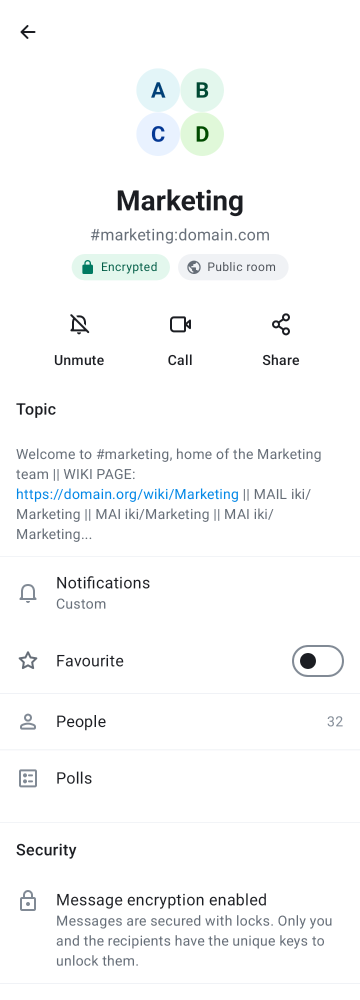 A B
C D
Marketing
#marketing:domain.com
Encrypted Public room
Unmute Call Share
Topic
Welcome to #marketing, home of the Marketing
team || WIKI PAGE:
https://domain.org/wiki/Marketing || MAIL iki/
Marketing || MAI iki/Marketing || MAI iki/
Marketing...
Notifications
Custom
Favourite
People 32
Polls
Security
Message encryption enabled
Messages are secured with locks. Only you
and the recipients have the unique keys to
unlock them.